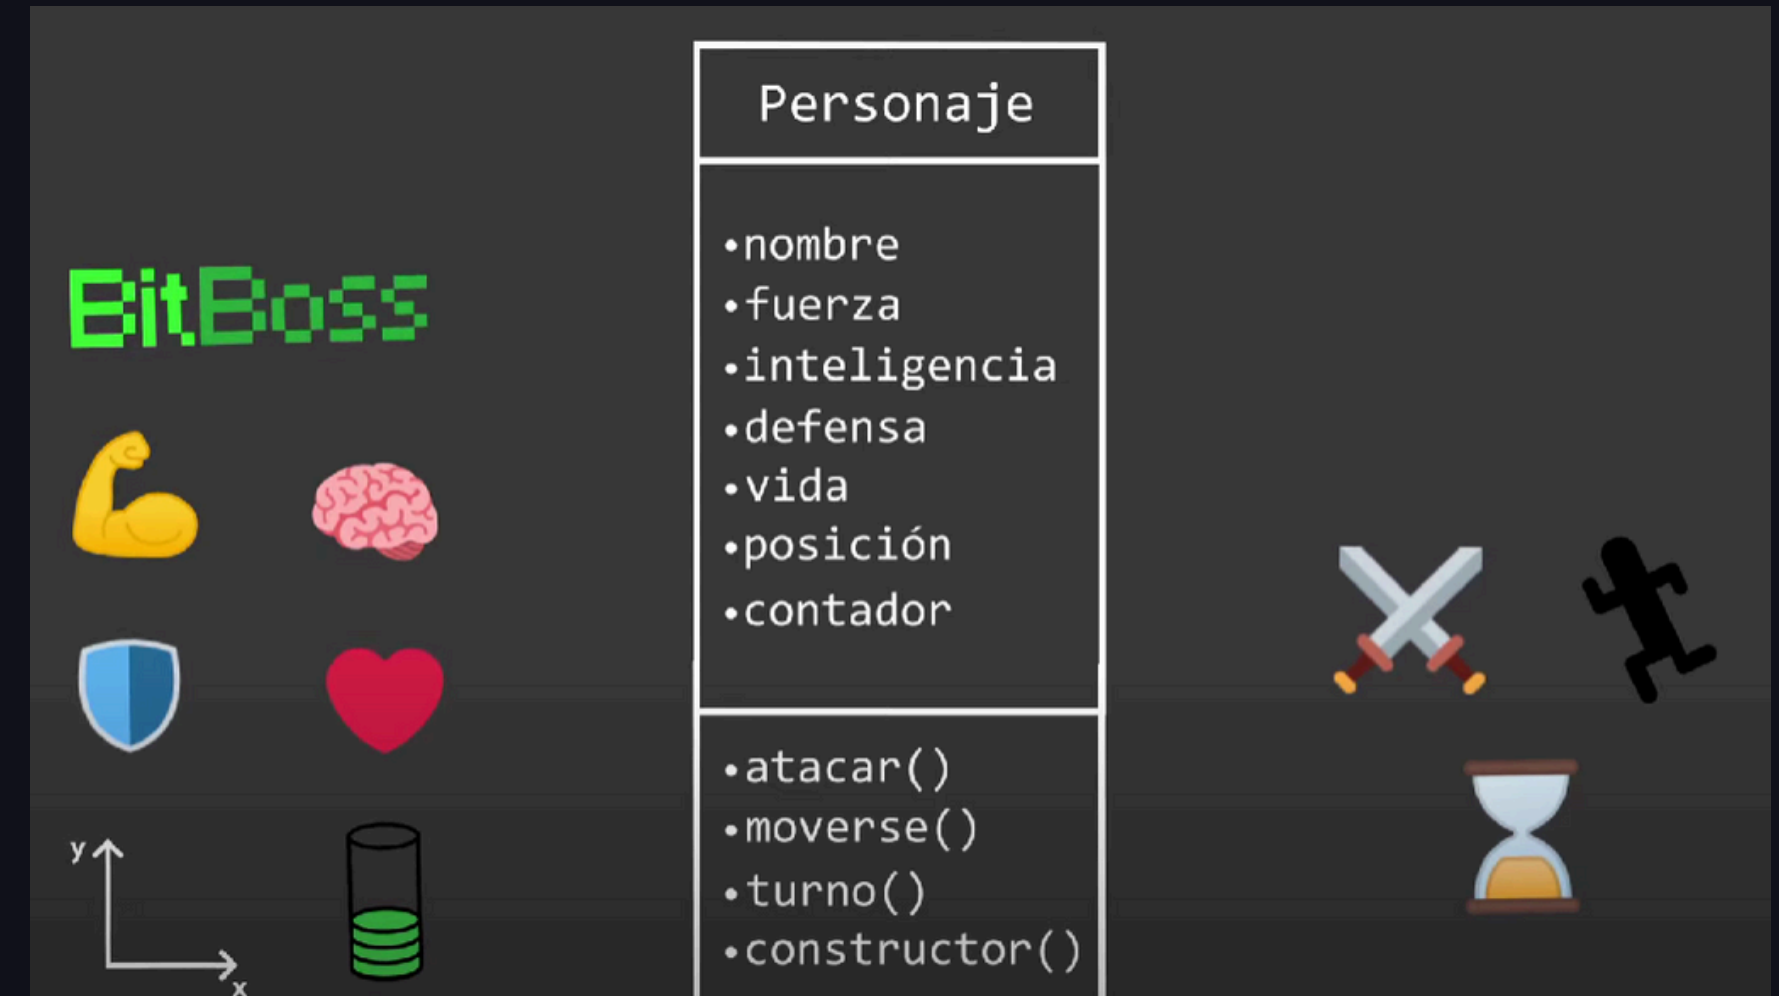 Personaje
BitBoss
•nombre
•fuerza
•inteligencia
•defensa
•vida
•posición
•contador
•atacar()
•moverse()
•turno()
•constructor()
y
x